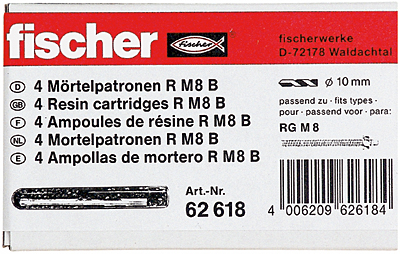 fischer
fischer
fischerwerke
D-72178 Waldachtal
D 4 Mörtelpatronen R M8 B
GB 4 Resin cartridges R M8 B
F 4 Ampoules de résine R M8 B
NL 4 Mortelpatronen R M8 B
E 4 Ampollas de mortero R M8 B
ø 10 mm
passend zu · fits types ·
pour · passend voor · para:
RG M 8
Art.-Nr.
62 618
4 006209 626184